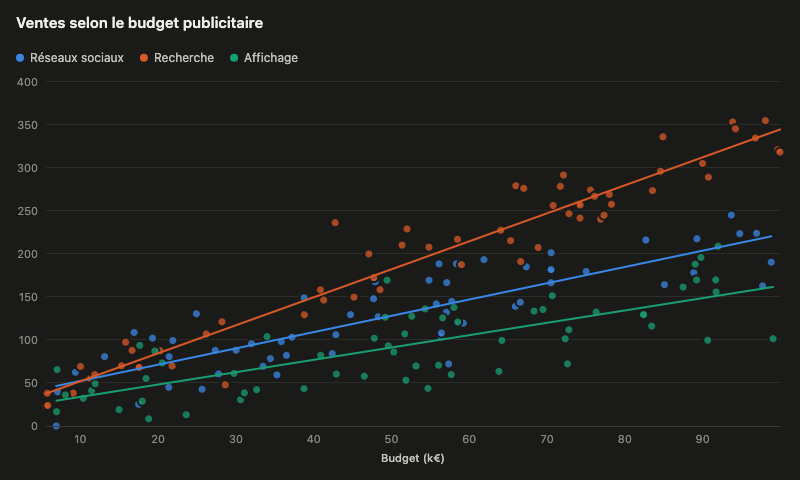 Ventes selon le budget publicitaire
Réseaux sociaux Recherche Affichage
400
350
300
250
200
150
100
50
0
10 20 30 40 50 60 70 80 90
Budget (k€)